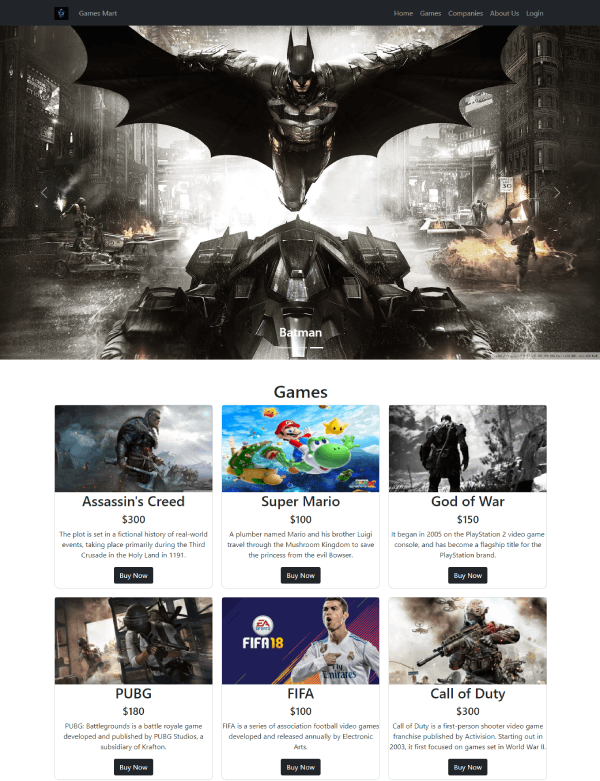 Games Mart
Home Games Companies About Us Login
SPEED
30
Batman
Games
Assassin's Creed
$300
The plot is set in a fictional history of real-world
events, taking place primarily during the Third
Crusade in the Holy Land in 1191.
Buy Now
Super Mario
$100
A plumber named Mario and his brother Luigi
travel through the Mushroom Kingdom to save
the princess from the evil Bowser.
Buy Now
God of War
$150
It began in 2005 on the PlayStation 2 video game
console, and has become a flagship title for the
PlayStation brand.
Buy Now
PUBG
$180
PUBG: Battlegrounds is a battle royale game
developed and published by PUBG Studios, a
subsidiary of Krafton.
Buy Now
EA
SPORTS
FIFA18
Fly
Emirates
FIFA
$100
FIFA is a series of association football video games
developed and released annually by Electronic
Arts.
Buy Now
Call of Duty
$300
Call of Duty is a first-person shooter video game
franchise published by Activision. Starting out in
2003, it first focused on games set in World War II.
Buy Now